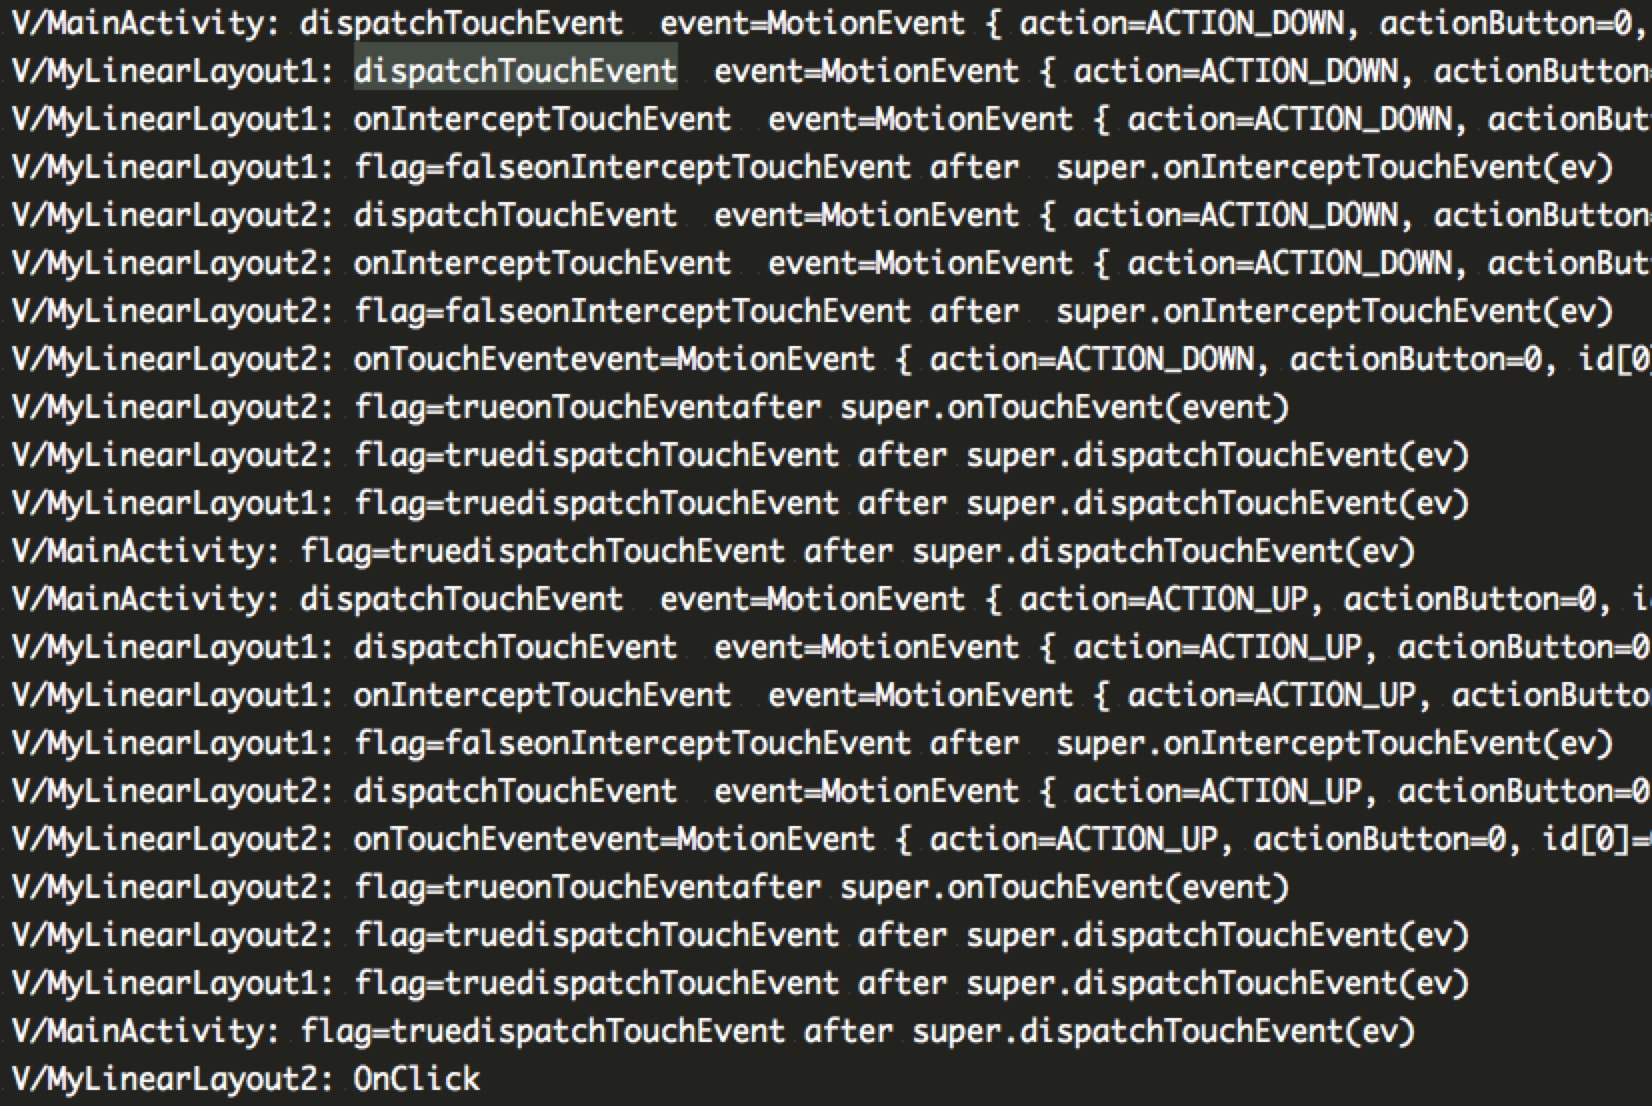 V/MainActivity: dispatchTouchEvent  event=MotionEvent { action=ACTION_DOWN, actionButton=0,
V/MyLinearLayout1: dispatchTouchEvent  event=MotionEvent { action=ACTION_DOWN, actionButton=
V/MyLinearLayout1: onInterceptTouchEvent  event=MotionEvent { action=ACTION_DOWN, actionBut
V/MyLinearLayout1: flag=falseonInterceptTouchEvent after  super.onInterceptTouchEvent(ev)
V/MyLinearLayout2: dispatchTouchEvent  event=MotionEvent { action=ACTION_DOWN, actionButton=
V/MyLinearLayout2: onInterceptTouchEvent  event=MotionEvent { action=ACTION_DOWN, actionBut
V/MyLinearLayout2: flag=falseonInterceptTouchEvent after  super.onInterceptTouchEvent(ev)
V/MyLinearLayout2: onTouchEventevent=MotionEvent { action=ACTION_DOWN, actionButton=0, id[0]
V/MyLinearLayout2: flag=trueonTouchEventafter super.onTouchEvent(event)
V/MyLinearLayout2: flag=truedispatchTouchEvent after super.dispatchTouchEvent(ev)
V/MyLinearLayout1: flag=truedispatchTouchEvent after super.dispatchTouchEvent(ev)
V/MainActivity: flag=truedispatchTouchEvent after super.dispatchTouchEvent(ev)
V/MainActivity: dispatchTouchEvent  event=MotionEvent { action=ACTION_UP, actionButton=0, i
V/MyLinearLayout1: dispatchTouchEvent  event=MotionEvent { action=ACTION_UP, actionButton=0
V/MyLinearLayout1: onInterceptTouchEvent  event=MotionEvent { action=ACTION_UP, actionButto
V/MyLinearLayout1: flag=falseonInterceptTouchEvent after  super.onInterceptTouchEvent(ev)
V/MyLinearLayout2: dispatchTouchEvent  event=MotionEvent { action=ACTION_UP, actionButton=0
V/MyLinearLayout2: onTouchEventevent=MotionEvent { action=ACTION_UP, actionButton=0, id[0]=
V/MyLinearLayout2: flag=trueonTouchEventafter super.onTouchEvent(event)
V/MyLinearLayout2: flag=truedispatchTouchEvent after super.dispatchTouchEvent(ev)
V/MyLinearLayout1: flag=truedispatchTouchEvent after super.dispatchTouchEvent(ev)
V/MainActivity: flag=truedispatchTouchEvent after super.dispatchTouchEvent(ev)
V/MyLinearLayout2: OnClick